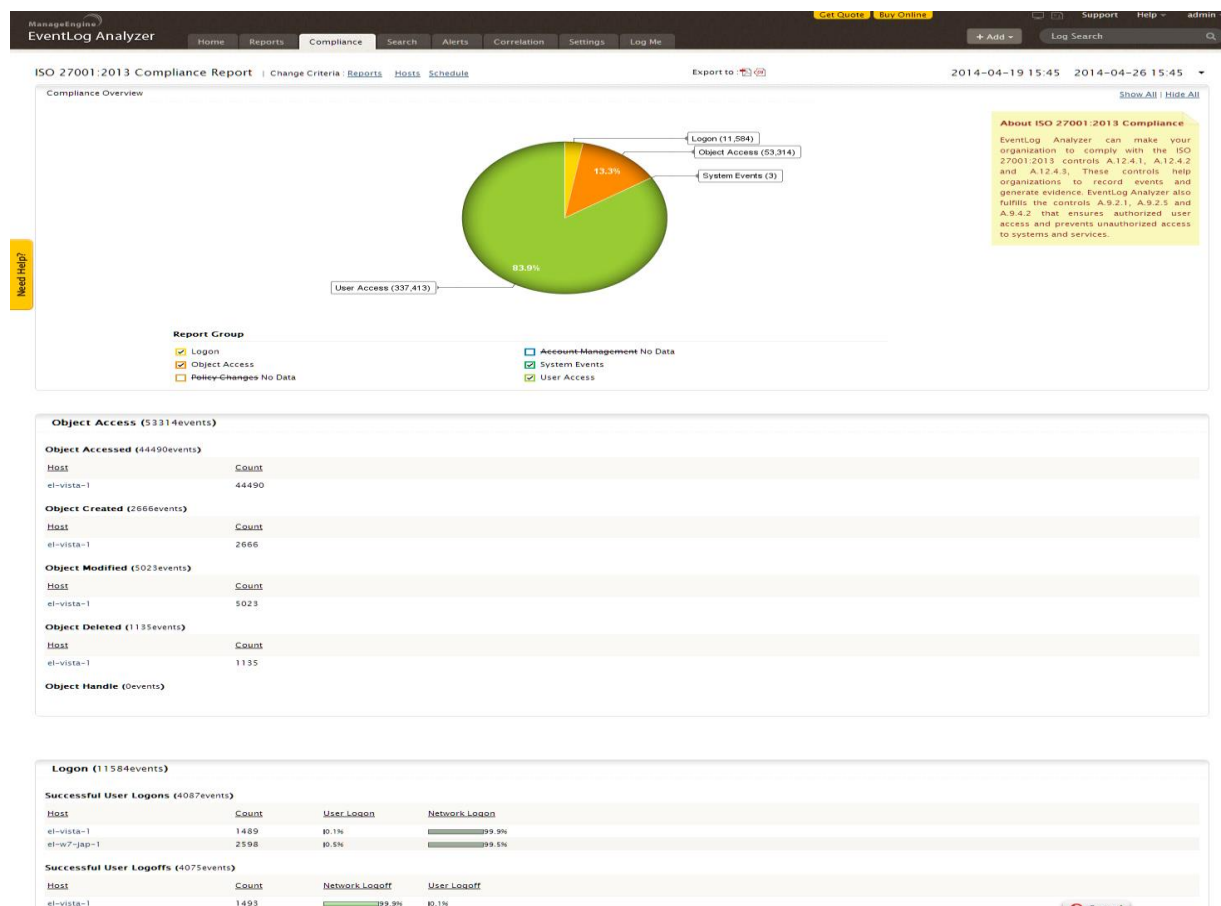 Get Quote Buy Online Support Help admin
ManageEngine
EventLog Analyzer
Home Reports Compliance Search Alerts Correlation Settings Log Me + Add Log Search
ISO 27001:2013 Compliance Report | Change Criteria : Reports Hosts Schedule Export to : 2014-04-19 15:45 2014-04-26 15:45
Compliance Overview Show All | Hide All
Logon (11,584)
Object Access (53,314)
System Events (3)
13.3%
83.9%
User Access (337,413)
About ISO 27001:2013 Compliance
EventLog Analyzer can make your
organization to comply with the ISO
27001:2013 controls A.12.4.1, A.12.4.2
and A.12.4.3, These controls help
organizations to record events and
generate evidence. EventLog Analyzer also
fulfills the controls A.9.2.1, A.9.2.5 and
A.9.4.2 that ensures authorized user
access and prevents unauthorized access
to systems and services.
Need Help?
Report Group
Logon Account Management No Data
Object Access System Events
Policy Changes No Data User Access
Object Access (53314events)
Object Accessed (44490events)
Host Count
el-vista-1 44490
Object Created (2666events)
Host Count
el-vista-1 2666
Object Modified (5023events)
Host Count
el-vista-1 5023
Object Deleted (1135events)
Host Count
el-vista-1 1135
Object Handle (0events)
Logon (11584events)
Successful User Logons (4087events)
Host Count User Logon Network Logon
el-vista-1 1489 0.1% 99.9%
el-w7-jap-1 2598 0.5% 99.5%
Successful User Logoffs (4075events)
Host Count Network Logoff User Logoff
el-vista-1 1493 99.9% 0.1%